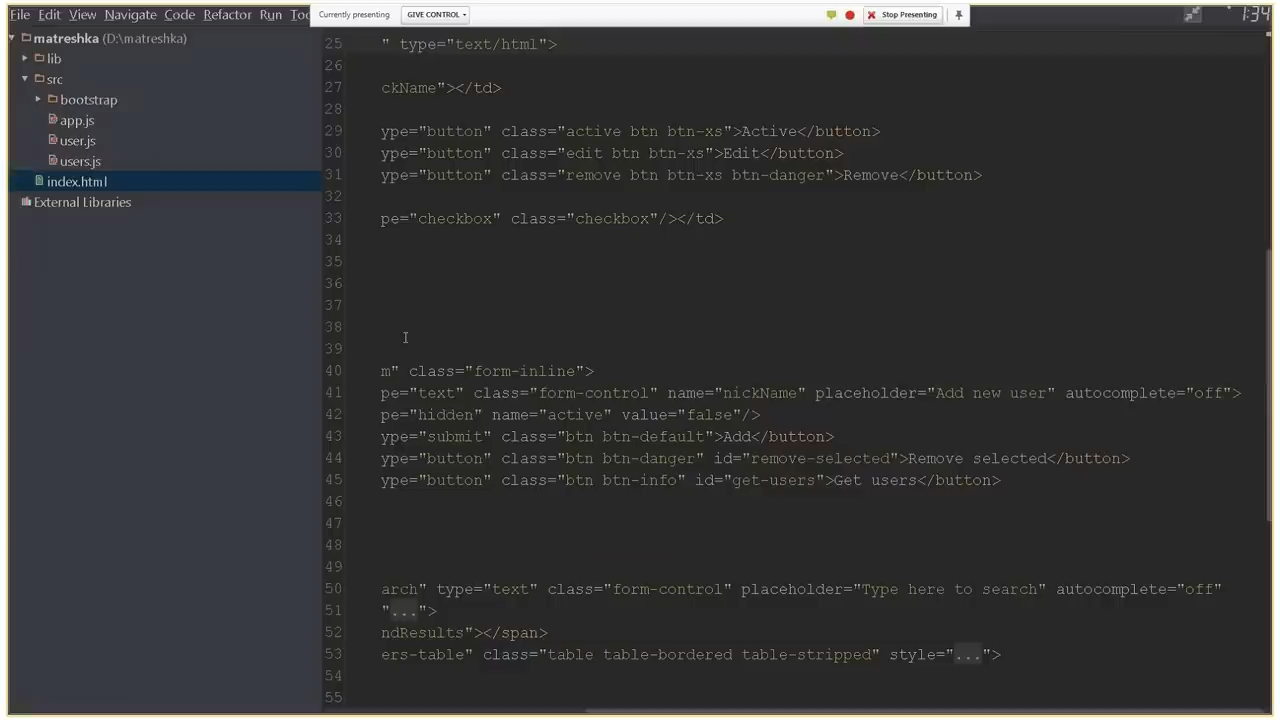 File Edit View Navigate Code Refactor Run
Currently presenting GIVE CONTROL Stop Presenting
1:34
matreshka (D:\matreshka)
lib
src
bootstrap
app.js
user.js
users.js
index.html
External Libraries
25 " type="text/html">
26
27 ckName"></td>
28
29 ype="button" class="active btn btn-xs">Active</button>
30 ype="button" class="edit btn btn-xs">Edit</button>
31 ype="button" class="remove btn btn-xs btn-danger">Remove</button>
32
33 pe="checkbox" class="checkbox"/></td>
34
35
36
37
38
39
40 m" class="form-inline">
41 pe="text" class="form-control" name="nickName" placeholder="Add new user" autocomplete="off">
42 pe="hidden" name="active" value="false"/>
43 ype="submit" class="btn btn-default">Add</button>
44 ype="button" class="btn btn-danger" id="remove-selected">Remove selected</button>
45 ype="button" class="btn btn-info" id="get-users">Get users</button>
46
47
48
49
50 arch" type="text" class="form-control" placeholder="Type here to search" autocomplete="off"
51 "...">
52 ndResults"></span>
53 ers-table" class="table table-bordered table-stripped" style="...">
54
55